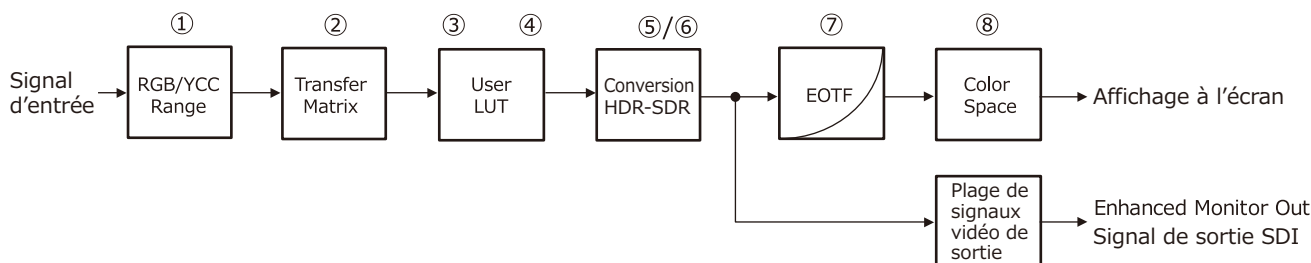 ①
②
③
④
⑤/⑥
⑦
⑧
Signal
d'entrée
RGB/YCC
Range
Transfer
Matrix
User
LUT
Conversion
HDR-SDR
EOTF
Color
Space
Affichage à l'écran
Plage de
signaux
vidéo de
sortie
Enhanced Monitor Out
Signal de sortie SDI